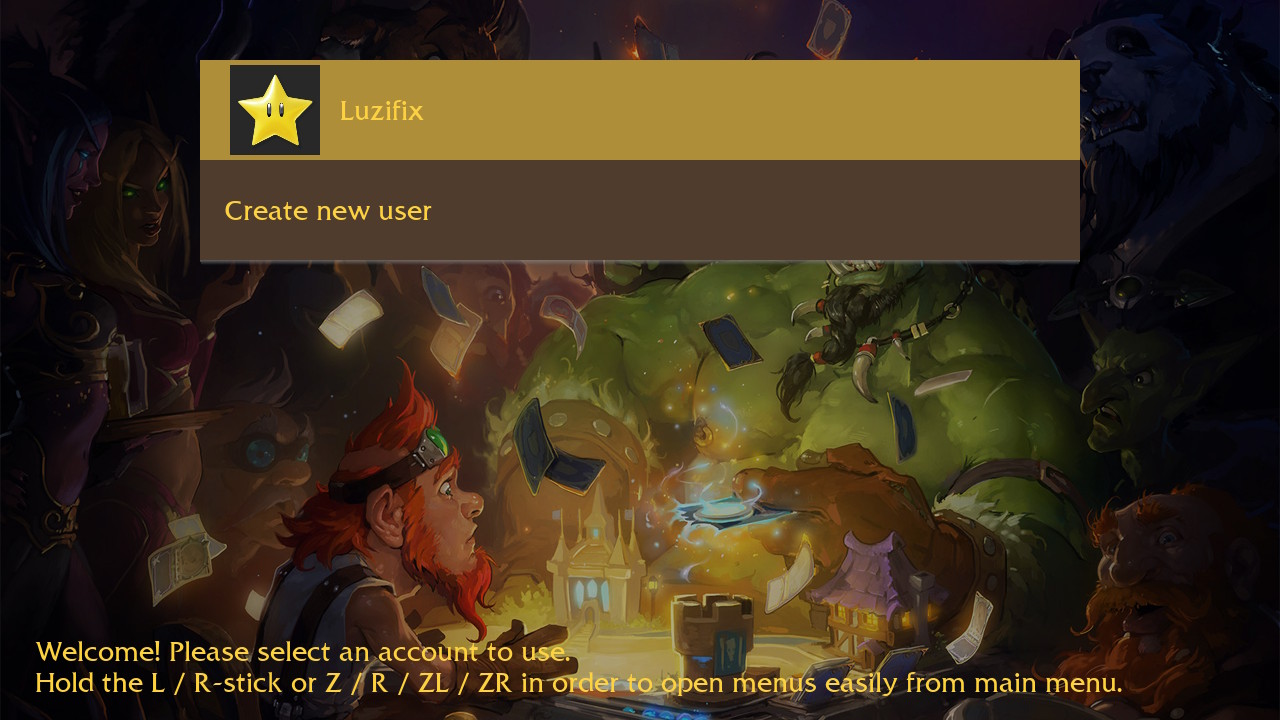 Luzifix
Create new user
Welcome! Please select an account to use.
Hold the L / R-stick or Z / R / ZL / ZR in order to open menus easily from main menu.